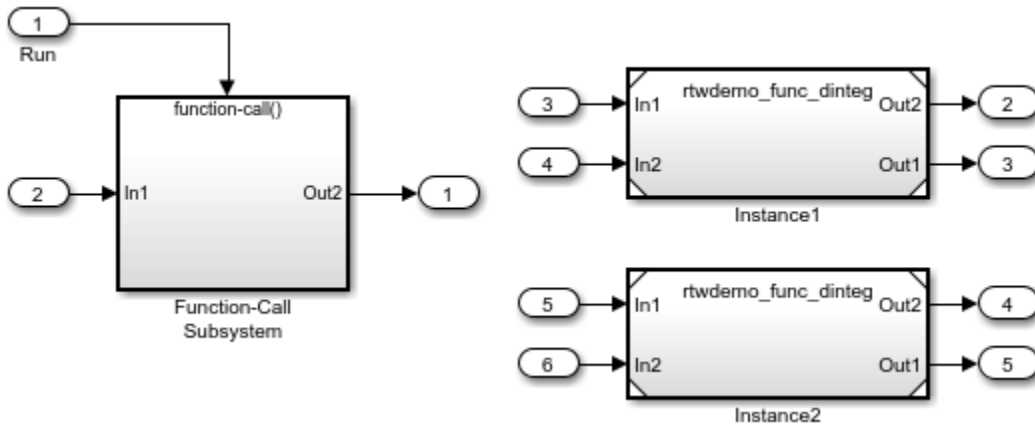 1
Run
function-call()
2
In1
Out2
1
Function-Call
Subsystem
rtwdemo_func_dinteg
3
In1
Out2
2
4
In2
Out1
3
Instance1
rtwdemo_func_dinteg
5
In1
Out2
4
6
In2
Out1
5
Instance2